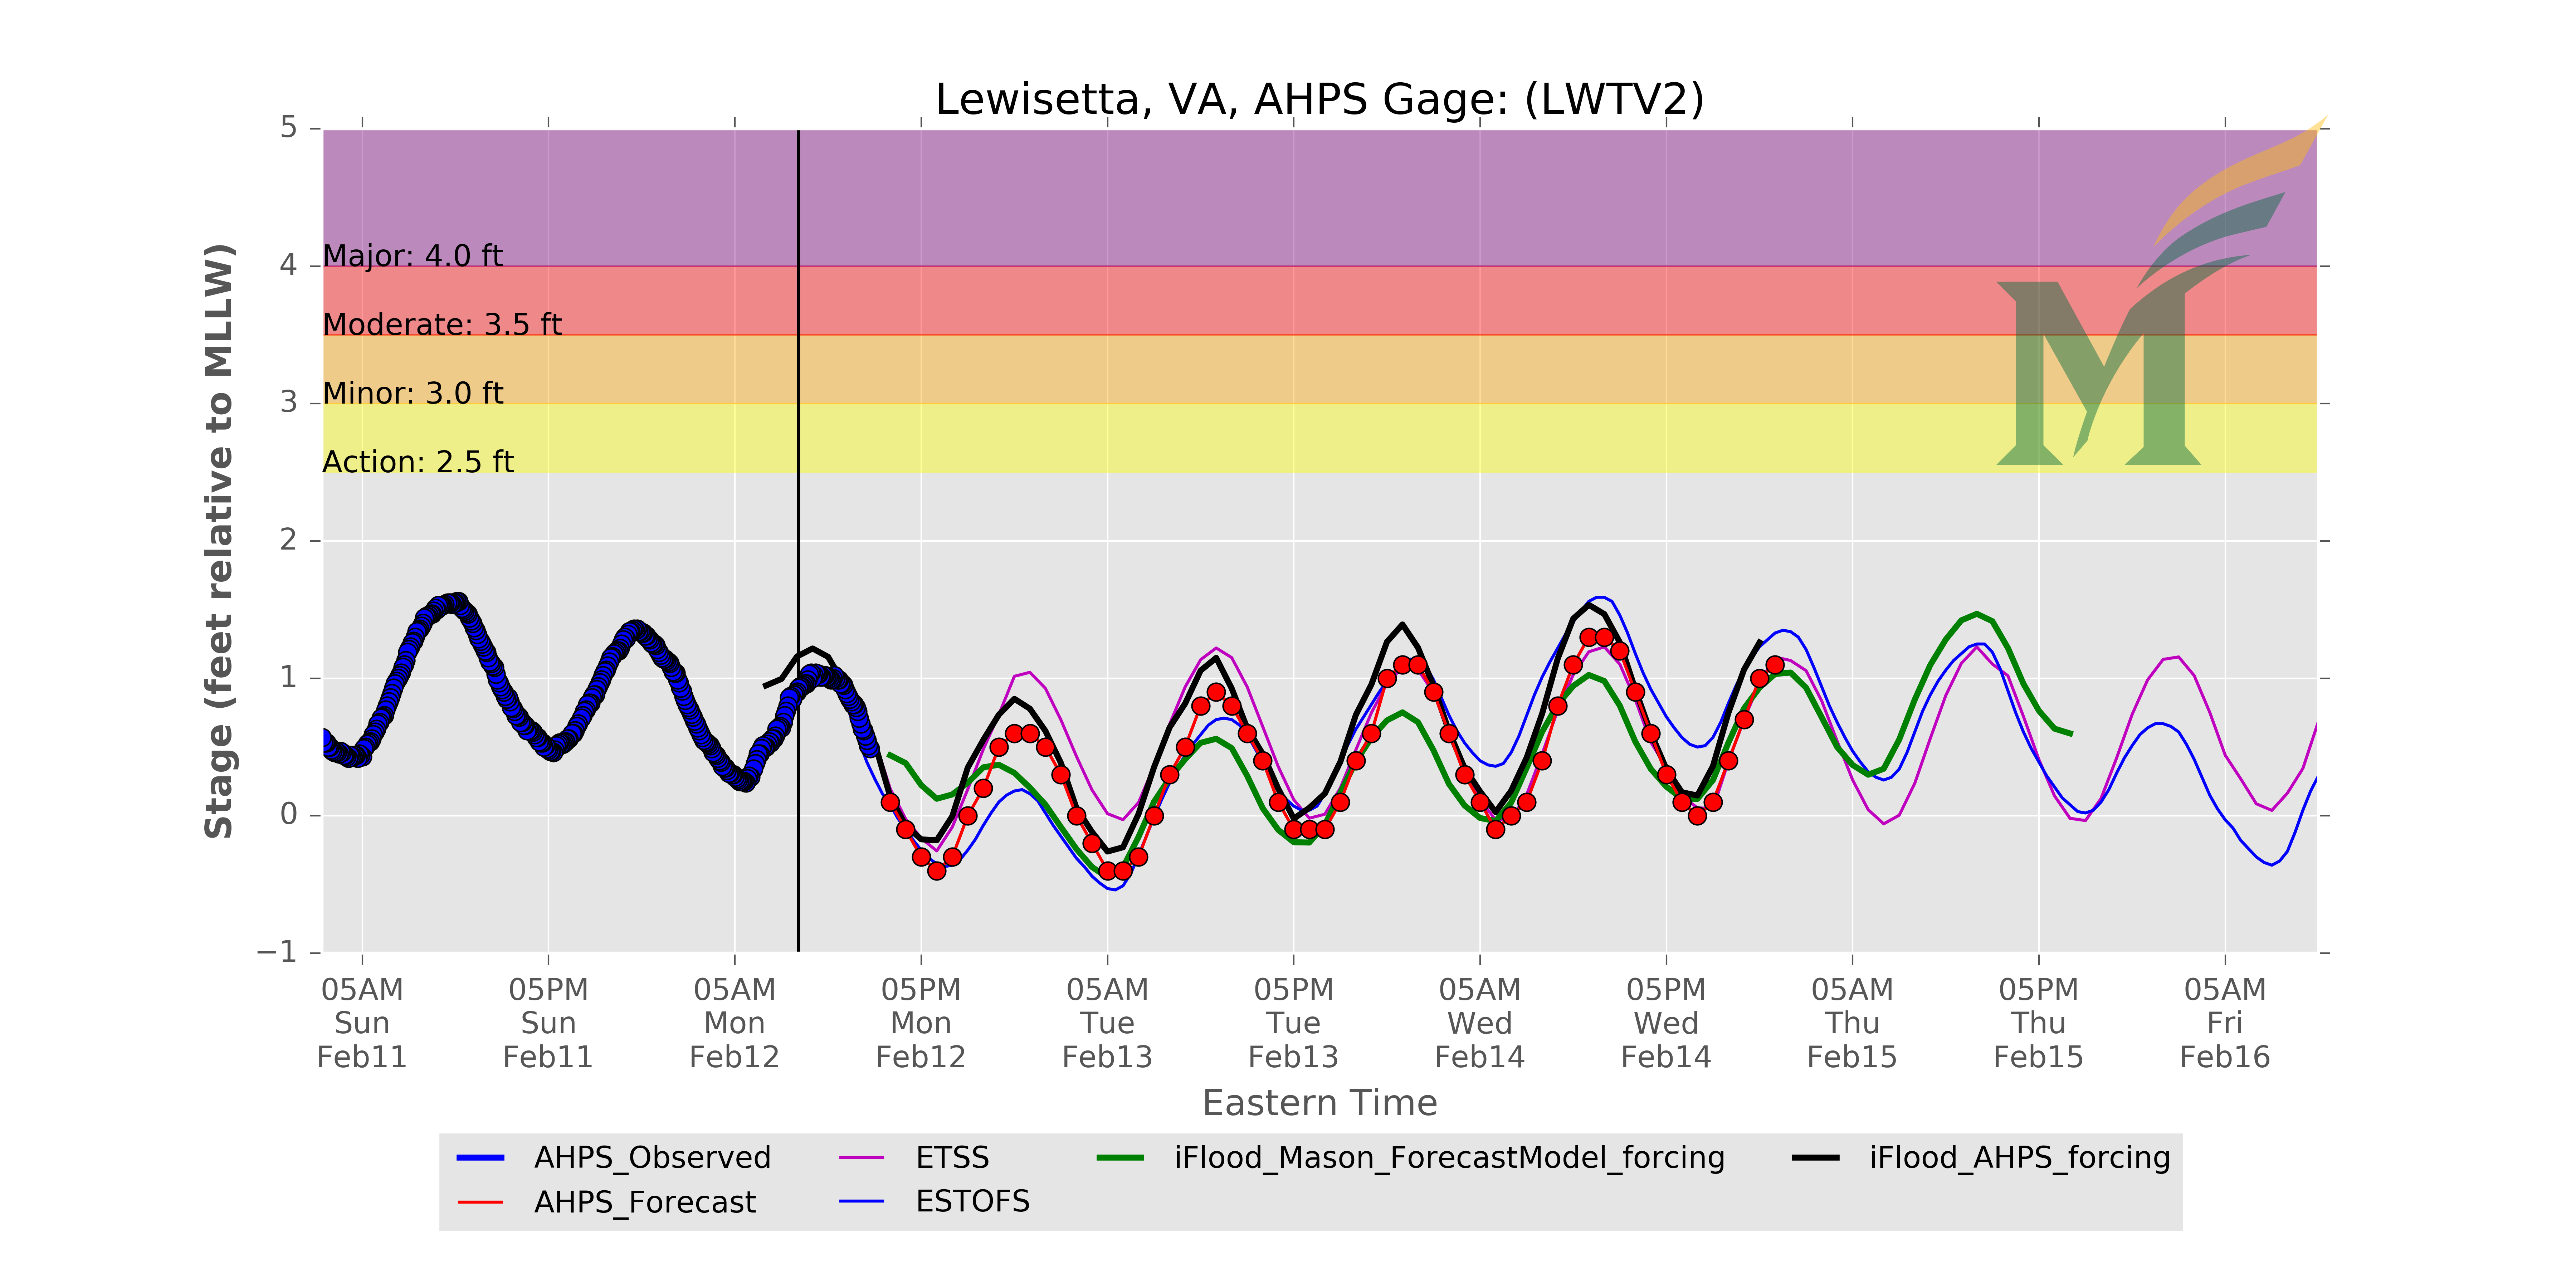 Lewisetta, VA, AHPS Gage: (LWTV2)
Stage (feet relative to MLLW)
5
4
3
2
1
0
−1
Major: 4.0 ft
Moderate: 3.5 ft
Minor: 3.0 ft
Action: 2.5 ft
05AM 05PM 05AM 05PM 05AM 05PM 05AM 05PM 05AM 05PM 05AM
Sun Sun Mon Mon Tue Tue Wed Wed Thu Thu Fri
Feb11 Feb11 Feb12 Feb12 Feb13 Feb13 Feb14 Feb14 Feb15 Feb15 Feb16
Eastern Time
AHPS_Observed ETSS iFlood_Mason_ForecastModel_forcing iFlood_AHPS_forcing
AHPS_Forecast ESTOFS
M